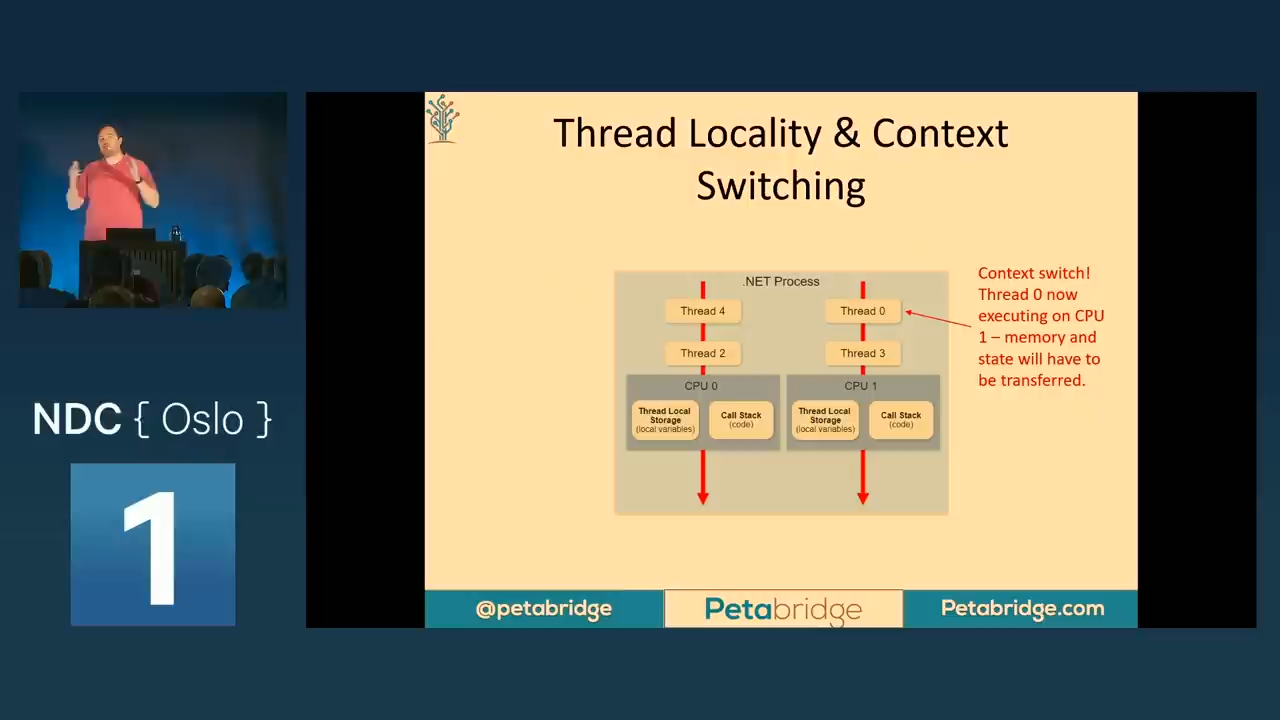 Thread Locality & Context
Switching
.NET Process
Thread 4
Thread 0
Thread 2
Thread 3
CPU 0
CPU 1
Thread Local
Storage
(local variables)
Call Stack
(code)
Thread Local
Storage
(local variables)
Call Stack
(code)
Context switch!
Thread 0 now
executing on CPU
1 – memory and
state will have to
be transferred.
NDC { Oslo }
1
@petabridge
Petabridge
Petabridge.com